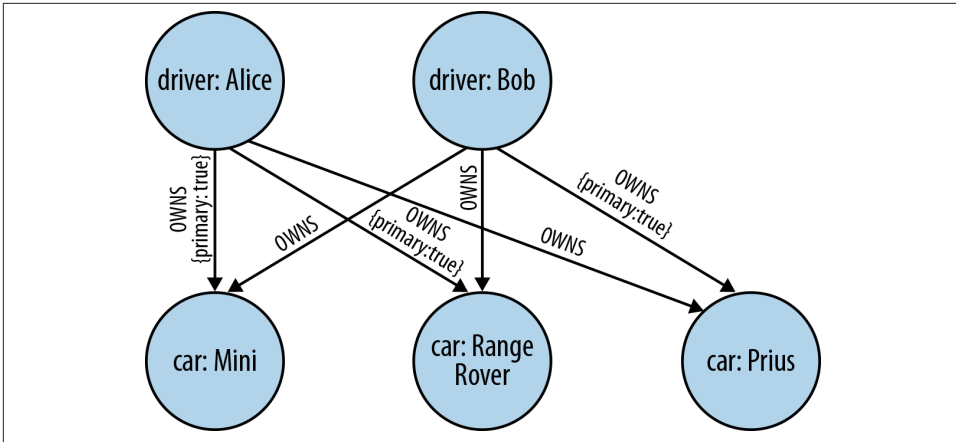 driver: Alice
driver: Bob
OWNS
{primary: true}
OWNS
OWNS
{primary:true}
OWNS
OWNS
OWNS
{primary:true}
car: Mini
car: Range
Rover
car: Prius